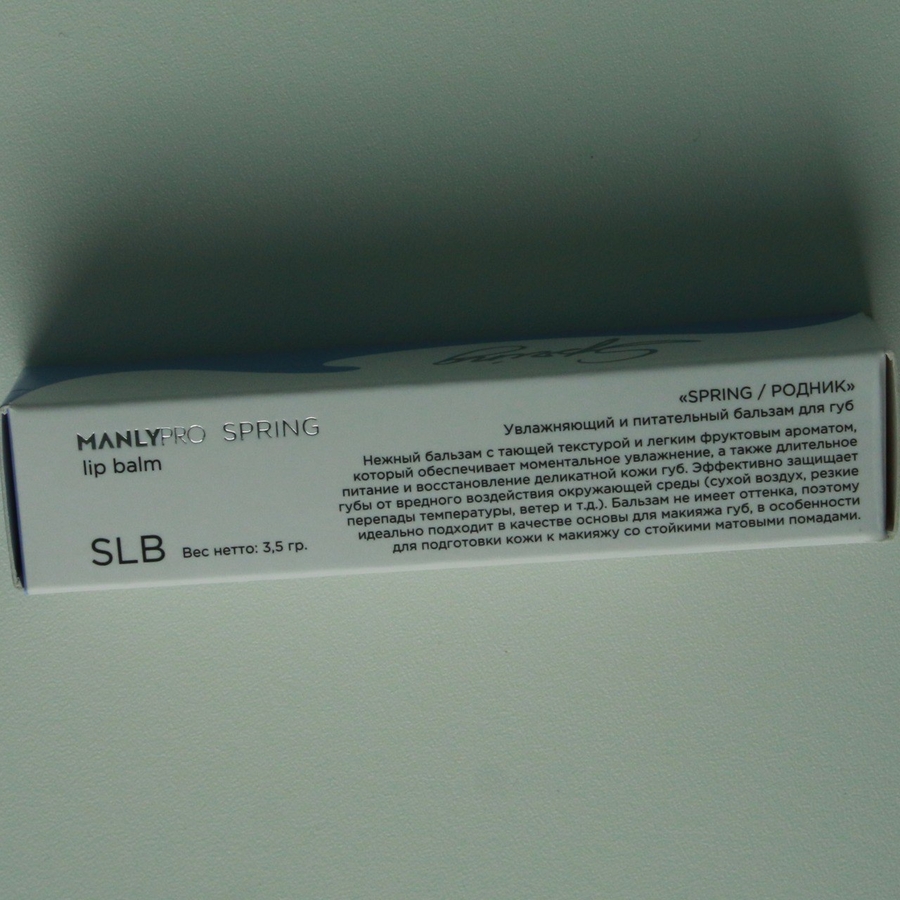 Spring
MANLYPRO SPRING
lip balm
SLB Вес нетто: 3,5 гр.
«SPRING / РОДНИК»
Увлажняющий и питательный бальзам для губ
Нежный бальзам с тающей текстурой и легким фруктовым ароматом,
который обеспечивает моментальное увлажнение, а также длительное
питание и восстановление деликатной кожи губ. Эффективно защищает
губы от вредного воздействия окружающей среды (сухой воздух, резкие
перепады температуры, ветер и т.д.). Бальзам не имеет оттенка, поэтому
идеально подходит в качестве основы для макияжа губ, в особенности
для подготовки кожи к макияжу со стойкими матовыми помадами.